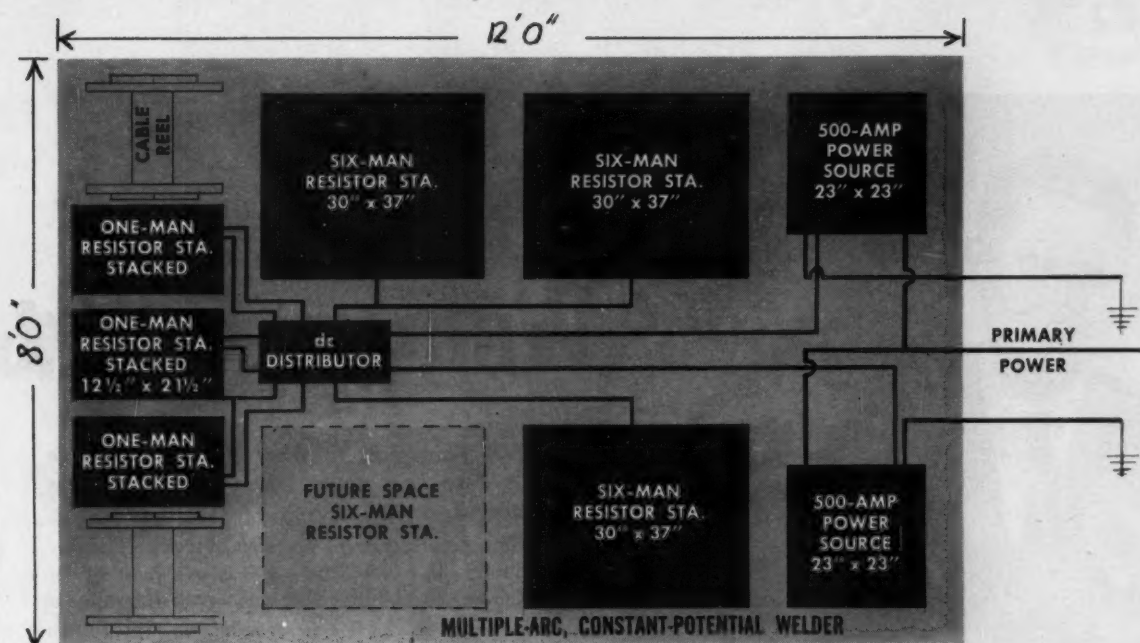 12'0"
8'0"
CABLE
REEL
SIX-MAN
RESISTOR STA.
30" x 37"
SIX-MAN
RESISTOR STA.
30" x 37"
500-AMP
POWER
SOURCE
23" x 23"
ONE-MAN
RESISTOR STA.
STACKED
ONE-MAN
RESISTOR STA.
STACKED
12½" x 21½"
dc
DISTRIBUTOR
PRIMARY
POWER
ONE-MAN
RESISTOR STA.
STACKED
FUTURE SPACE
SIX-MAN
RESISTOR STA.
SIX-MAN
RESISTOR STA.
30" x 37"
500-AMP
POWER
SOURCE
23" x 23"
MULTIPLE-ARC, CONSTANT-POTENTIAL WELDER